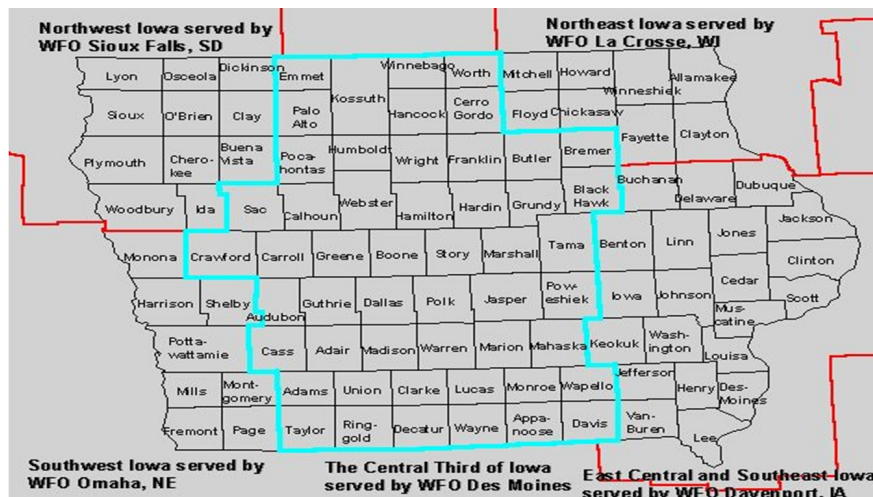 Northwest Iowa served by
WFO Sioux Falls, SD
Northeast Iowa served by
WFO La Crosse, WI
Lyon
Osceola
Dickinson
Emmet
Winnebago
Worth
Mitchell
Howard
Winneshiek
Allamakee
Sioux
O'Brien
Clay
Palo
Alto
Kossuth
Hancock
Cerro
Gordo
Floyd
Chickasaw
Fayette
Clayton
Plymouth
Chero-
kee
Buena
Vista
Poca-
hontas
Humboldt
Wright
Franklin
Butler
Bremer
Woodbury
Ida
Sac
Calhoun
Webster
Hamilton
Hardin
Grundy
Black
Hawk
Buchanan
Delaware
Dubuque
Monona
Crawford
Carroll
Greene
Boone
Story
Marshall
Tama
Benton
Linn
Jones
Jackson
Clinton
Harrison
Shelby
Audubon
Guthrie
Dallas
Polk
Jasper
Pow-
eshiek
Iowa
Johnson
Cedar
Scott
Mus-
catine
Potta-
wattamie
Cass
Adair
Madison
Warren
Marion
Mahaska
Keokuk
Wash-
ington
Louisa
Mills
Mont-
gomery
Adams
Union
Clarke
Lucas
Monroe
Wapello
Jefferson
Henry
Des-
Moines
Fremont
Page
Taylor
Ring-
gold
Decatur
Wayne
Appa-
noose
Davis
Van-
Buren
Lee
Southwest Iowa served by
WFO Omaha, NE
The Central Third of Iowa
served by WFO Des Moines
East Central and Southeast Iowa
served by WFO Davenport, IA